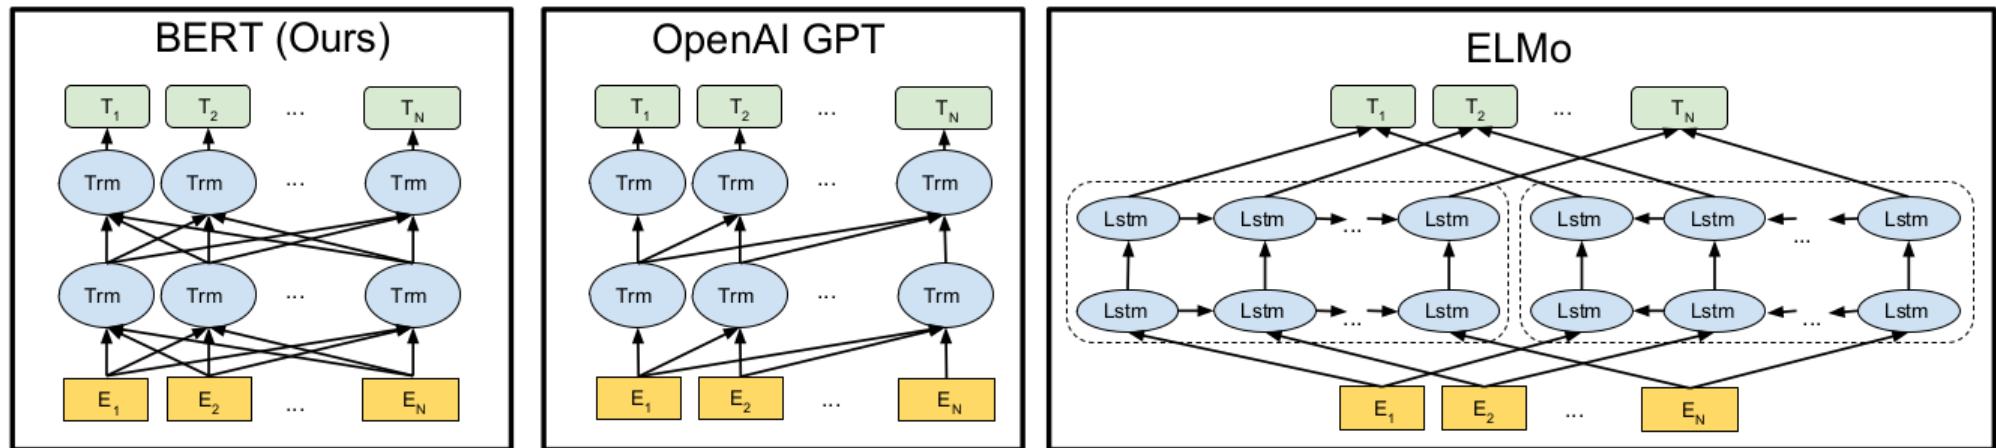 BERT (Ours)
T1 T2 ... TN
Trm Trm ... Trm
Trm Trm ... Trm
E1 E2 ... EN
OpenAI GPT
T1 T2 ... TN
Trm Trm ... Trm
Trm Trm ... Trm
E1 E2 ... EN
ELMo
T1 T2 ... TN
Lstm Lstm ... Lstm Lstm Lstm ... Lstm
Lstm Lstm ... Lstm Lstm Lstm ... Lstm
E1 E2 ... EN